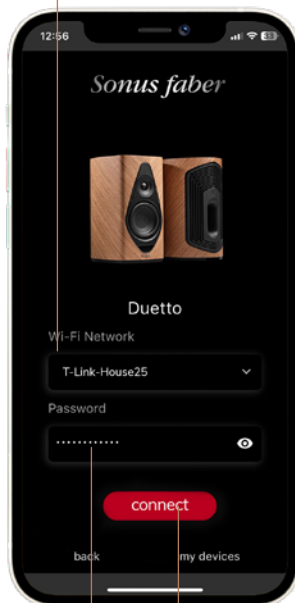 12:56
Sonus faber
Duetto
Wi-Fi Network
T-Link-House25
Password
............
connect
back my devices